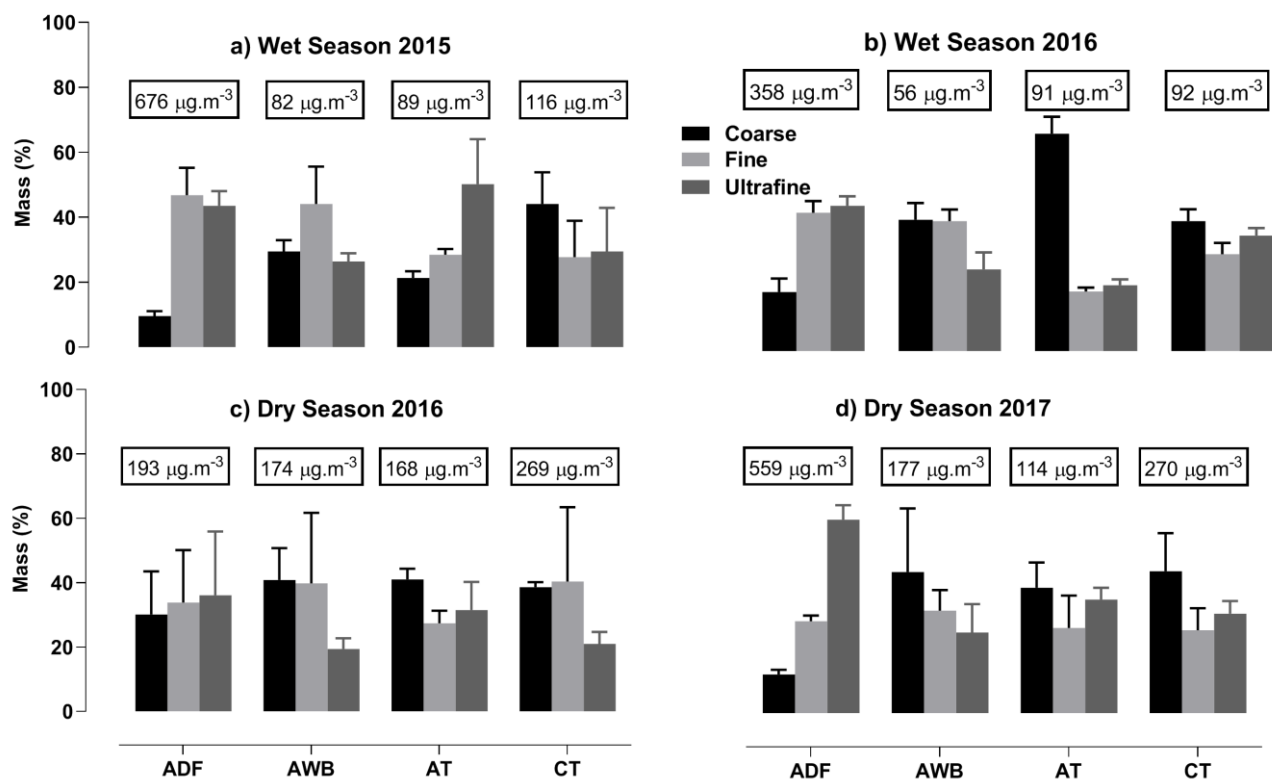 a) Wet Season 2015
b) Wet Season 2016
676 µg.m-3
82 µg.m-3
89 µg.m-3
116 µg.m-3
358 µg.m-3
56 µg.m-3
91 µg.m-3
92 µg.m-3
Coarse
Fine
Ultrafine
Mass (%)
100
80
60
40
20
0
c) Dry Season 2016
d) Dry Season 2017
193 µg.m-3
174 µg.m-3
168 µg.m-3
269 µg.m-3
559 µg.m-3
177 µg.m-3
114 µg.m-3
270 µg.m-3
Mass (%)
100
80
60
40
20
0
ADF
AWB
AT
CT
ADF
AWB
AT
CT